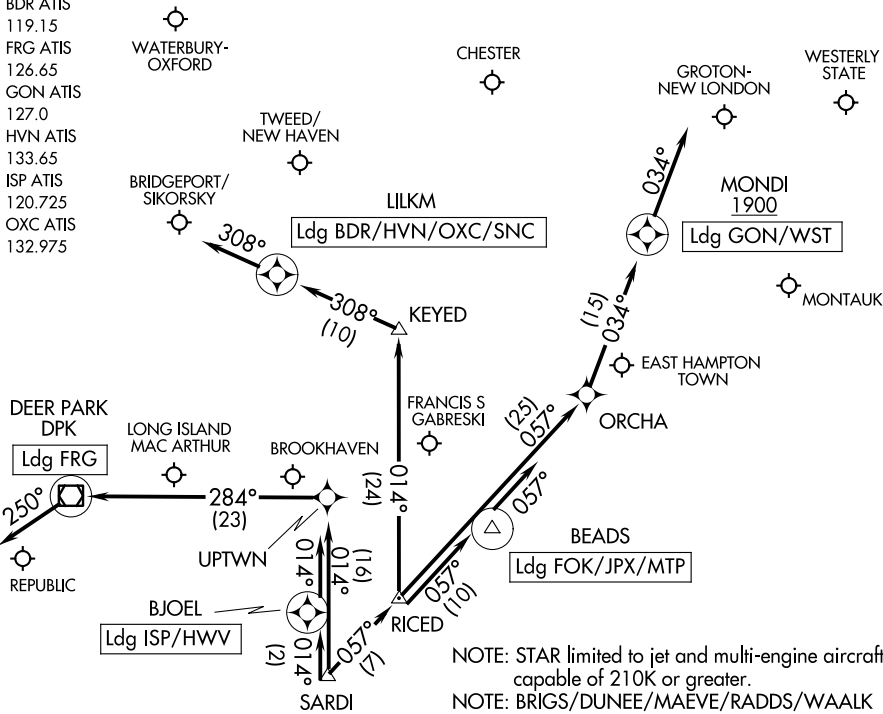 BDR ATIS
119.15
FRG ATIS
126.65
GON ATIS
127.0
HVN ATIS
133.65
ISP ATIS
120.725
OXC ATIS
132.975
WATERBURY-
OXFORD
CHESTER
WESTERLY
STATE
GROTON-
NEW LONDON
TWEED/
NEW HAVEN
BRIDGEPORT/
SIKORSKY
LILKM
Ldg BDR/HVN/OXC/SNC
034°
MONDI
1900
Ldg GON/WST
308°
308°
(10)
KEYED
(15)
034°
MONTAUK
EAST HAMPTON
TOWN
DEER PARK
DPK
Ldg FRG
LONG ISLAND
MAC ARTHUR
BROOKHAVEN
FRANCIS S
GABRESKI
(25)
057°
ORCHA
250°
284°
(23)
014°
(24)
057°
UPTWN
BEADS
Ldg FOK/JPX/MTP
REPUBLIC
014°
014°
(16)
057°
(10)
BJOEL
Ldg ISP/HWV
RICED
014°
(2)
057°
(7)
SARDI
NOTE: STAR limited to jet and multi-engine aircraft
capable of 210K or greater.
NOTE: BRIGS/DUNEE/MAEVE/RADDS/WAALK